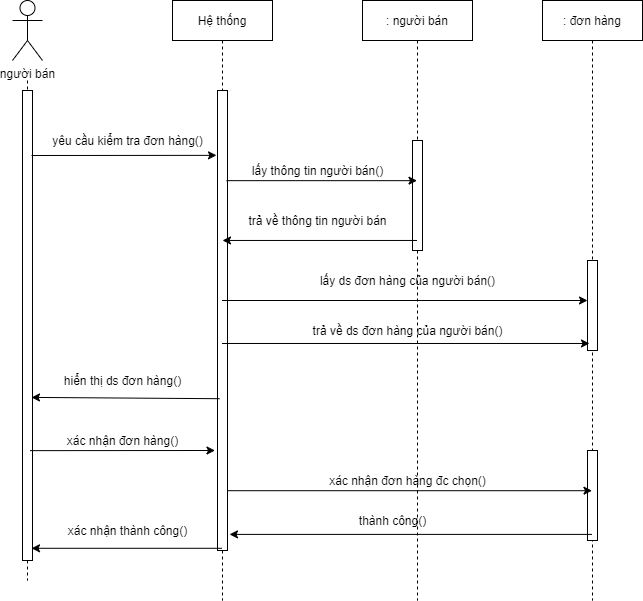 Hệ thống
: người bán
: đơn hàng
người bán
yêu cầu kiểm tra đơn hàng()
lấy thông tin người bán()
trả về thông tin người bán
lấy ds đơn hàng của người bán()
trả về ds đơn hàng của người bán()
hiển thị ds đơn hàng()
xác nhận đơn hàng()
xác nhận đơn hàng đc chọn()
thành công()
xác nhận thành công()